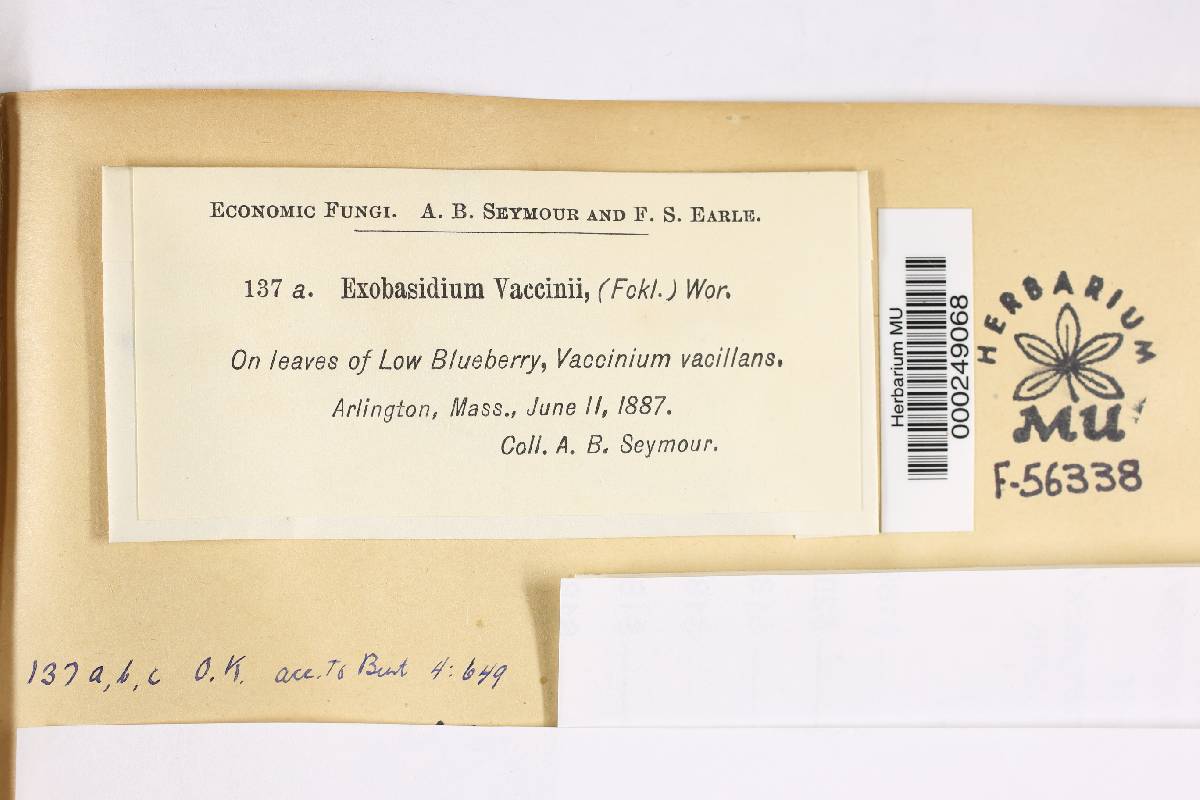 ECONOMIC FUNGI. A. B. SEYMOUR AND F. S. EARLE.
137 a. Exobasidium Vaccinii, (Fckl.) Wor.
On leaves of Low Blueberry, Vaccinium vacillans.
Arlington, Mass., June 11, 1887.
Coll. A. B. Seymour.
Herbarium MU
000249068
HERBARIUM
MU
F-56338
137 a, b, c O.K. acc. To Burt 4:649